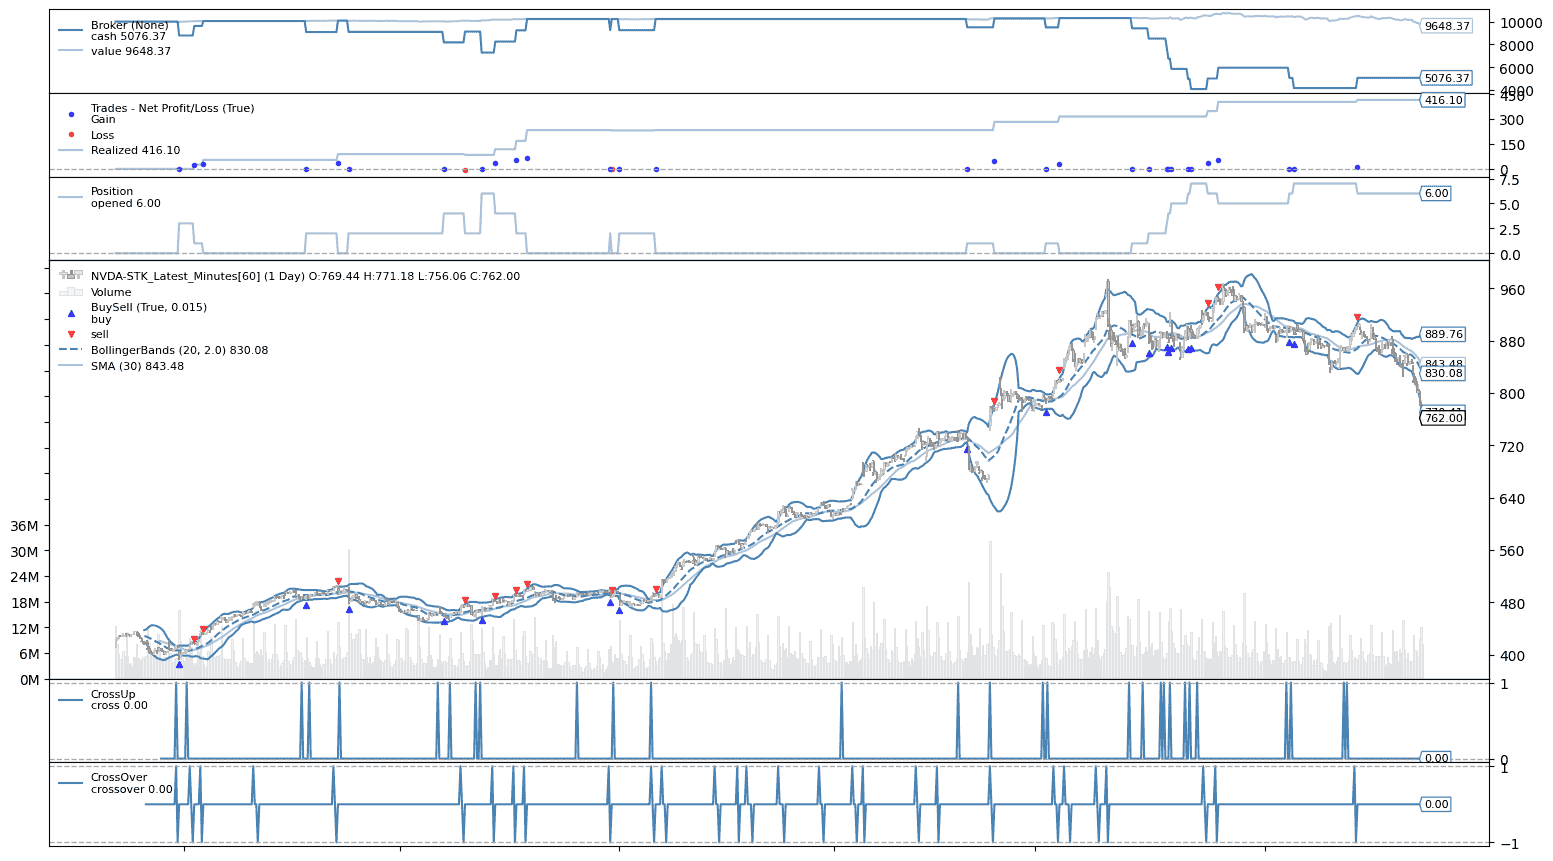 Broker (None)
cash 5076.37
value 9648.37
10000
9648.37
8000
6000
5076.37
4000
Trades - Net Profit/Loss (True)
Gain
Loss
Realized 416.10
450
416.10
300
150
0
Position
opened 6.00
7.5
6.00
5.0
2.5
0.0
NVDA-STK_Latest_Minutes[60] (1 Day) O:769.44 H:771.18 L:756.06 C:762.00
Volume
BuySell (True, 0.015)
buy
sell
BollingerBands (20, 2.0) 830.08
SMA (30) 843.48
960
889.76
880
843.48
830.08
800
762.00
720
640
560
480
400
36M
30M
24M
18M
12M
6M
0M
CrossUp
cross 0.00
1
0.00
0
CrossOver
crossover 0.00
1
0.00
−1